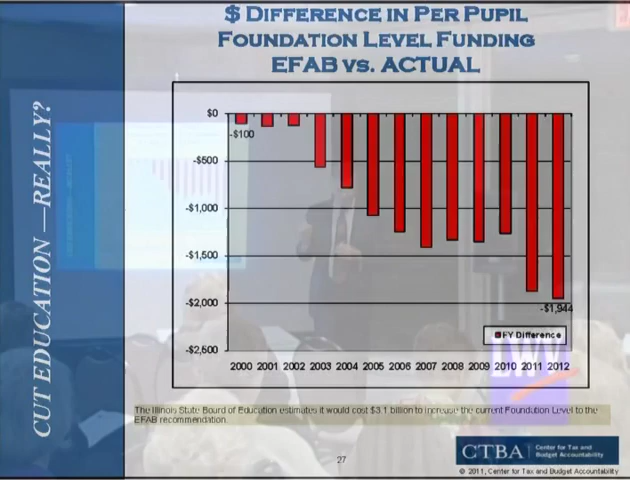 $ DIFFERENCE IN PER PUPIL
FOUNDATION LEVEL FUNDING
EFAB VS. ACTUAL
CUT EDUCATION —REALLY?
$0
-$100
-$500
-$1,000
-$1,500
-$2,000
-$1,944
-$2,500
FY Difference
2000 2001 2002 2003 2004 2005 2006 2007 2008 2009 2010 2011 2012
LWV
The Illinois State Board of Education estimates it would cost $3.1 billion to increase the current Foundation Level to the
EFAB recommendation.
CTBA
Center for Tax and
Budget Accountability
27
© 2011, Center for Tax and Budget Accountability